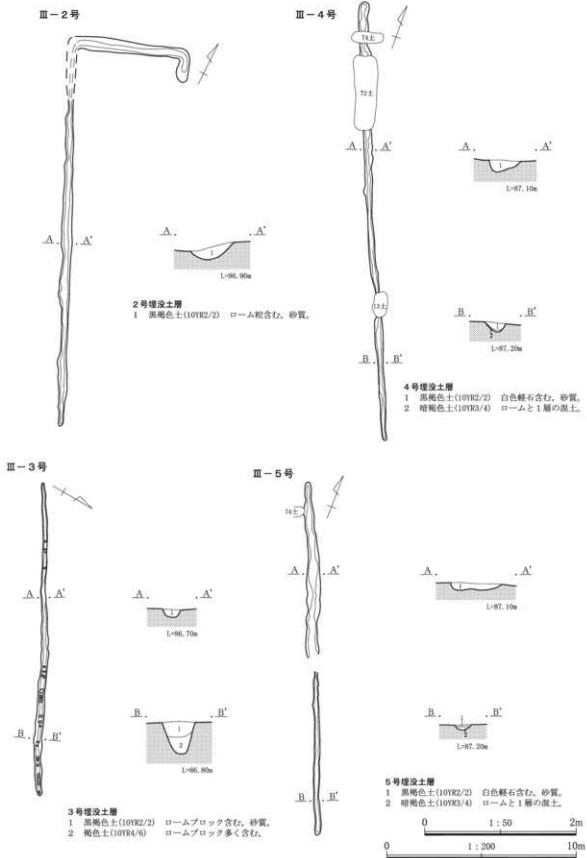 Ⅲ－2号
A
A'
A
A'
1
L=86.90m
2号埋没土層
1 黒褐色土(10YR2/2) ローム粒含む，砂質。
Ⅲ－4号
74土
72土
A
A'
A
A'
1
L=87.10m
13土
B
B'
1
2
L=87.20m
B
B'
4号埋没土層
1 黒褐色土(10YR2/2) 白色軽石含む，砂質。
2 暗褐色土(10YR3/4) ロームと1層の混土。
Ⅲ－3号
A
A'
A
A'
1
L=86.70m
B
B'
B
B'
1
2
L=86.80m
3号埋没土層
1 黒褐色土(10YR2/2) ロームブロック含む，砂質。
2 褐色土(10YR4/6) ロームブロック多く含む。
Ⅲ－5号
74土
A
A'
A
A'
1
L=87.10m
B
B'
1
2
L=87.20m
B
B'
5号埋没土層
1 黒褐色土(10YR2/2) 白色軽石含む，砂質。
2 暗褐色土(10YR3/4) ロームと1層の混土。
0 1:50 2m
0 1:200 10m